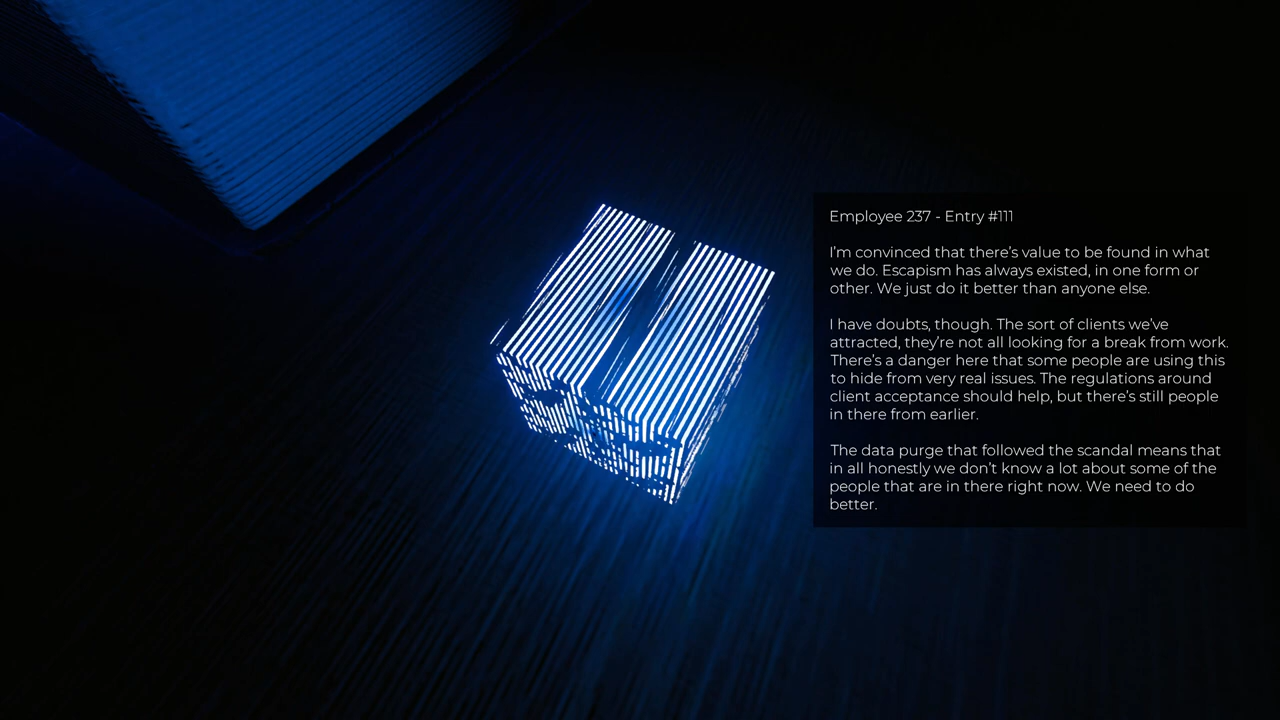 Employee 237 - Entry #111
I'm convinced that there's value to be found in what
we do. Escapism has always existed, in one form or
other. We just do it better than anyone else.
I have doubts, though. The sort of clients we've
attracted, they're not all looking for a break from work.
There's a danger here that some people are using this
to hide from very real issues. The regulations around
client acceptance should help, but there's still people
in there from earlier.
The data purge that followed the scandal means that
in all honestly we don't know a lot about some of the
people that are in there right now. We need to do
better.